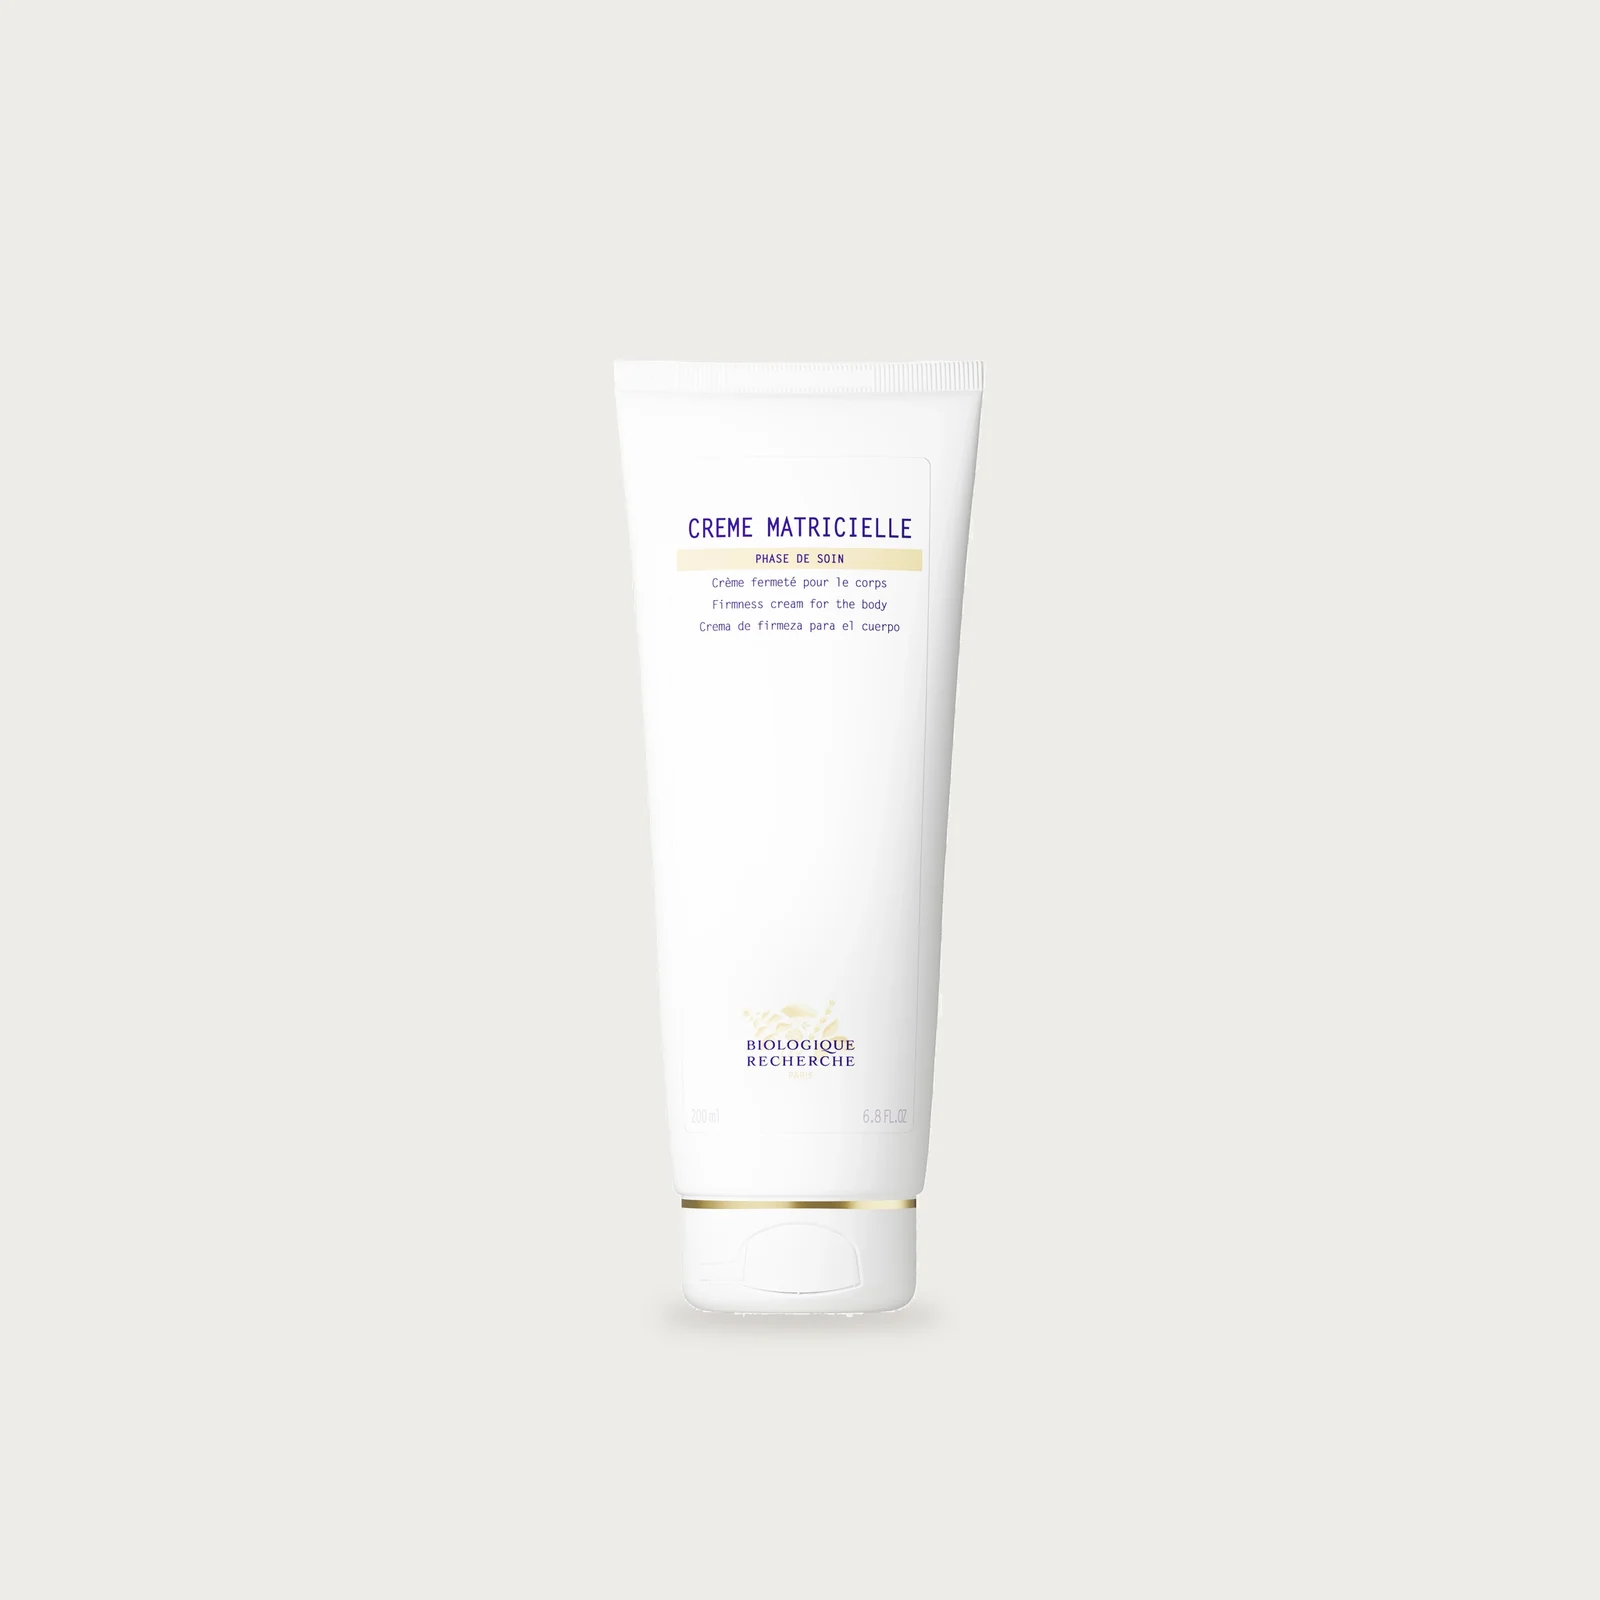 CREME MATRICIELLE
PHASE DE SOIN
Crème fermeté pour le corps
Firmness cream for the body
Crema de firmeza para el cuerpo
BIOLOGIQUE
RECHERCHE
PARIS
200 ml 6.8 FL.OZ